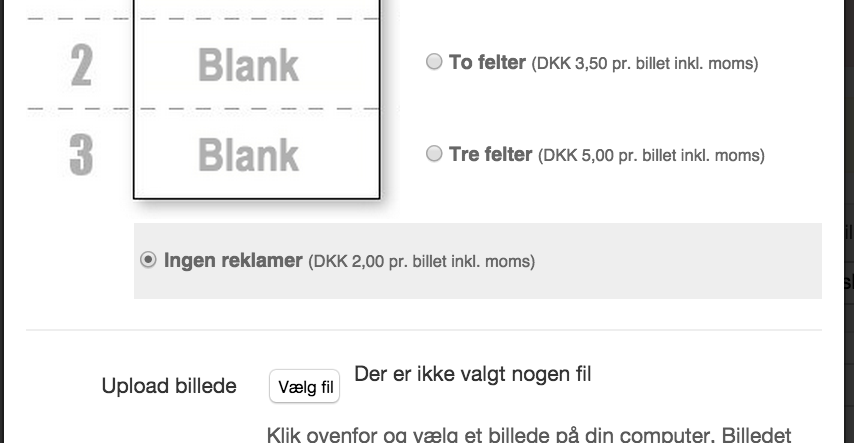 2 Blank To felter (DKK 3,50 pr. billet inkl. moms)
3 Blank Tre felter (DKK 5,00 pr. billet inkl. moms)
Ingen reklamer (DKK 2,00 pr. billet inkl. moms)
Upload billede Vælg fil Der er ikke valgt nogen fil
Klik ovenfor og vælg et billede på din computer. Billedet